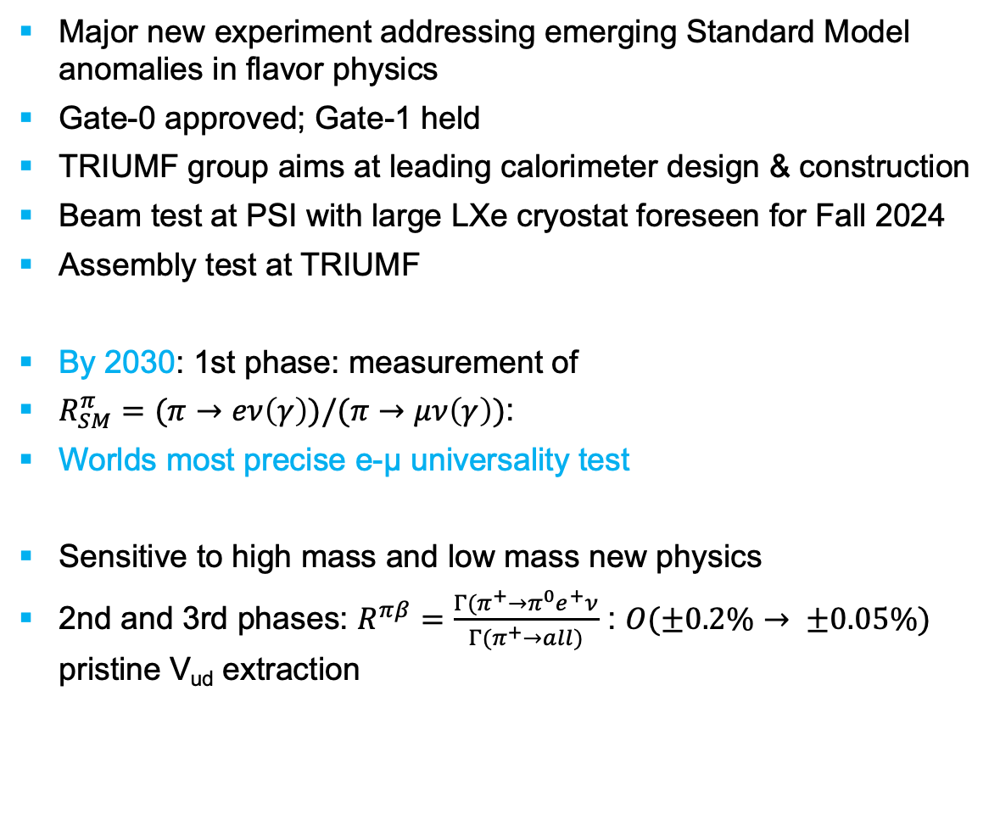 ▪ Major new experiment addressing emerging Standard Model
anomalies in flavor physics
▪ Gate-0 approved; Gate-1 held
▪ TRIUMF group aims at leading calorimeter design & construction
▪ Beam test at PSI with large LXe cryostat foreseen for Fall 2024
▪ Assembly test at TRIUMF
▪ By 2030: 1st phase: measurement of
▪ $R^{\pi}_{SM} = (\pi \rightarrow e\nu(\gamma))/(\pi \rightarrow \mu\nu(\gamma))$:
▪ Worlds most precise e-µ universality test
▪ Sensitive to high mass and low mass new physics
▪ 2nd and 3rd phases: $R^{\pi\beta} = \frac{\Gamma(\pi^{+} \rightarrow \pi^{0} e^{+} \nu}{\Gamma(\pi^{+} \rightarrow all)} : O(\pm 0.2\% \rightarrow \pm 0.05\%)$
pristine V_{ud} extraction